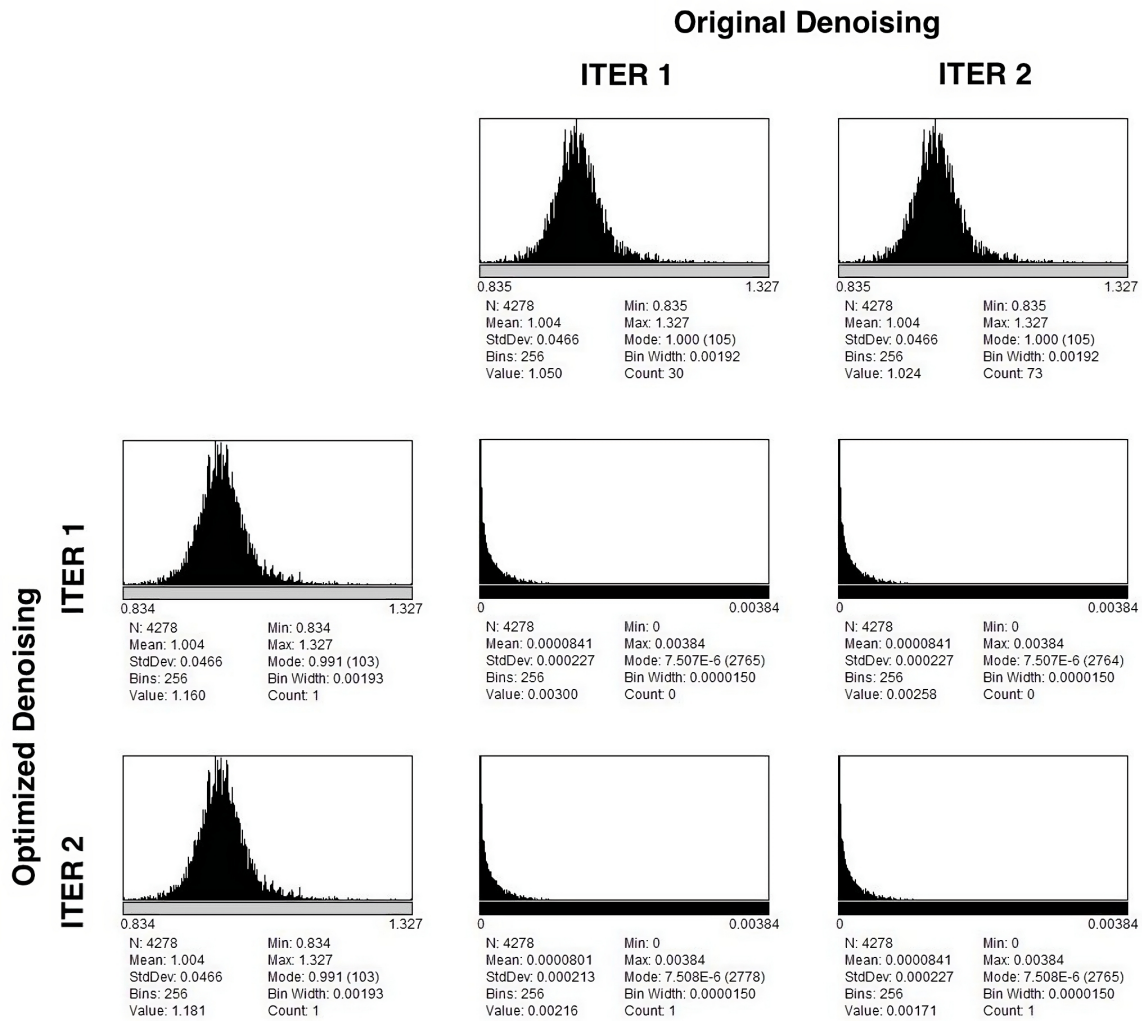 Original Denoising
ITER 1 ITER 2
0.835 1.327 0.835 1.327
N: 4278 Min: 0.835 N: 4278 Min: 0.835
Mean: 1.004 Max: 1.327 Mean: 1.004 Max: 1.327
StdDev: 0.0466 Mode: 1.000 (105) StdDev: 0.0466 Mode: 1.000 (105)
Bins: 256 Bin Width: 0.00192 Bins: 256 Bin Width: 0.00192
Value: 1.050 Count: 30 Value: 1.024 Count: 73
Optimized Denoising
ITER 1
0.834 1.327 0 0.00384 0 0.00384
N: 4278 Min: 0.834 N: 4278 Min: 0 N: 4278 Min: 0
Mean: 1.004 Max: 1.327 Mean: 0.0000841 Max: 0.00384 Mean: 0.0000841 Max: 0.00384
StdDev: 0.0466 Mode: 0.991 (103) StdDev: 0.000227 Mode: 7.507E-6 (2765) StdDev: 0.000227 Mode: 7.507E-6 (2764)
Bins: 256 Bin Width: 0.00193 Bins: 256 Bin Width: 0.0000150 Bins: 256 Bin Width: 0.0000150
Value: 1.160 Count: 1 Value: 0.00300 Count: 0 Value: 0.00258 Count: 0
ITER 2
0.834 1.327 0 0.00384 0 0.00384
N: 4278 Min: 0.834 N: 4278 Min: 0 N: 4278 Min: 0
Mean: 1.004 Max: 1.327 Mean: 0.0000801 Max: 0.00384 Mean: 0.0000841 Max: 0.00384
StdDev: 0.0466 Mode: 0.991 (103) StdDev: 0.000213 Mode: 7.508E-6 (2778) StdDev: 0.000227 Mode: 7.508E-6 (2765)
Bins: 256 Bin Width: 0.00193 Bins: 256 Bin Width: 0.0000150 Bins: 256 Bin Width: 0.0000150
Value: 1.181 Count: 1 Value: 0.00216 Count: 1 Value: 0.00171 Count: 1